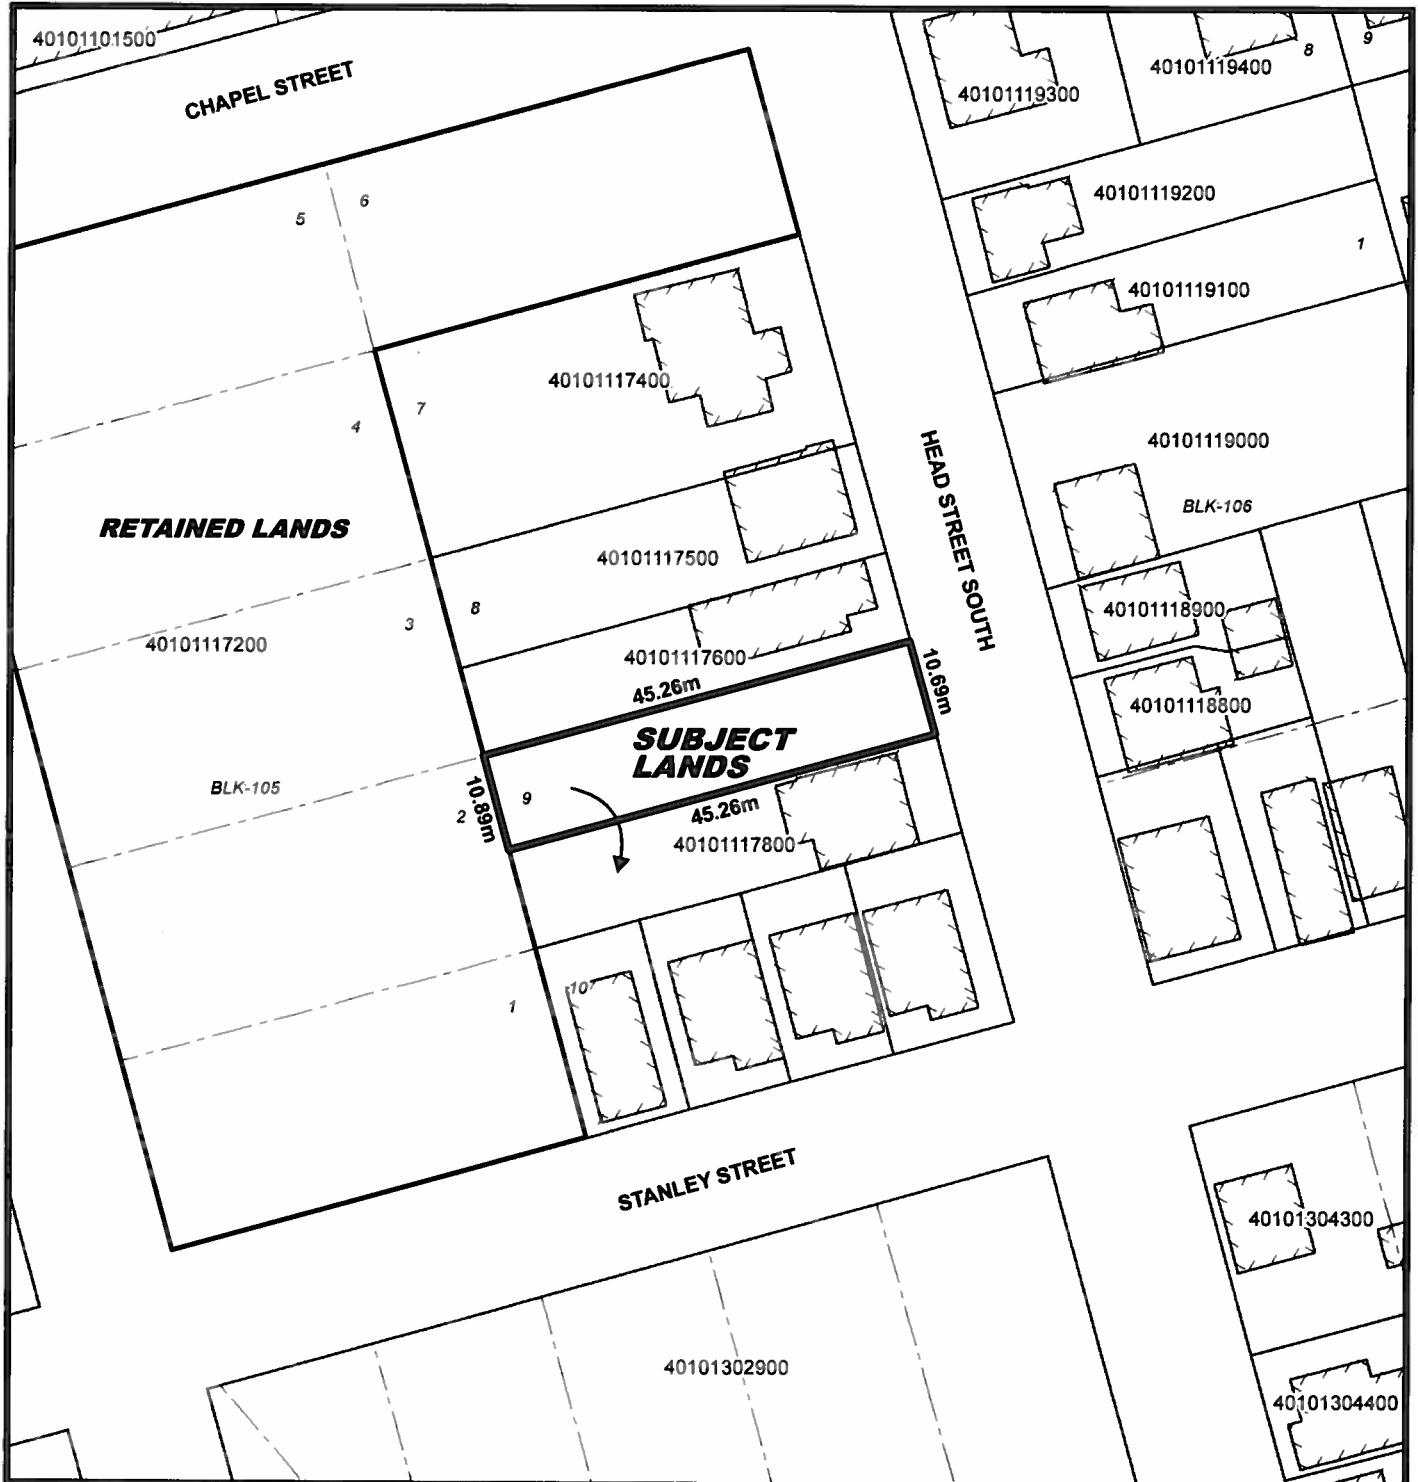 40101101500
CHAPEL STREET
40101119300
40101119400
8
9
5
6
40101119200
1
40101119100
40101117400
7
4
HEAD STREET SOUTH
40101119000
BLK-106
RETAINED LANDS
40101117500
8
3
40101117200
40101118900
40101117600
45.26m
10.69m
40101118800
SUBJECT
LANDS
BLK-105
2
10.89m
9
45.26m
40101117800
1
10
STANLEY STREET
40101304300
40101302900
40101304400